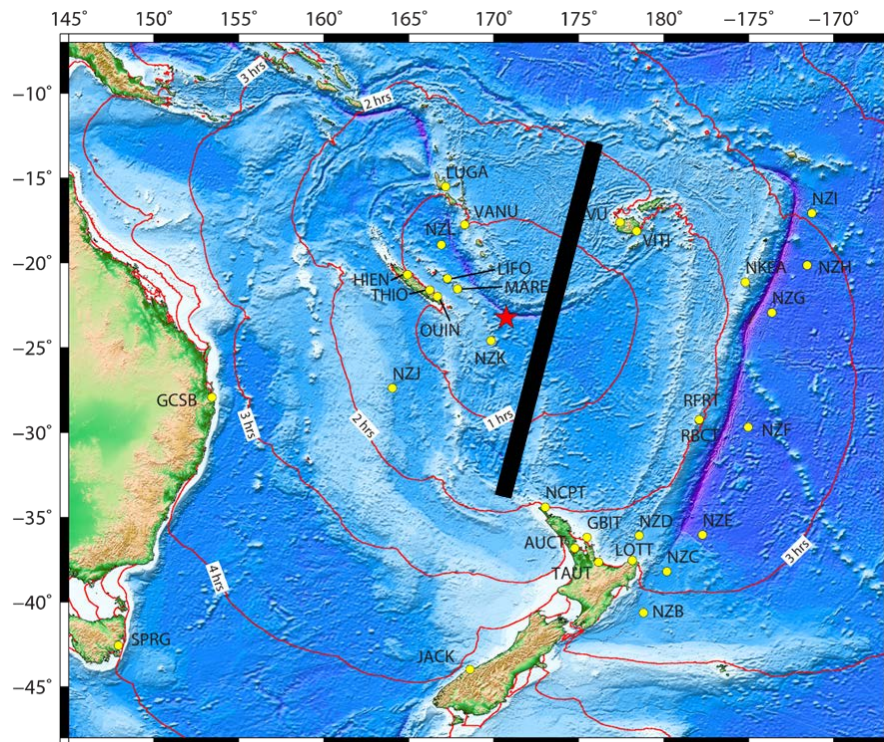 145° 150° 155° 160° 165° 170° 175° 180° −175° −170°
−10°
−15°
−20°
−25°
−30°
−35°
−40°
−45°
3 hrs
2 hrs
LUGA
VANU
VU
VITI
NZI
NZL
HIEN
LIFO
NKEA
NZH
THIO
MARE
NZG
OUIN
NZK
NZJ
GCSB
1 hrs
3 hrs
2 hrs
RFRT
RBCT
NZF
NCPT
GBIT
NZD
NZE
AUCT
LOTT
NZC
3 hrs
TAUT
4 hrs
NZB
SPRG
JACK